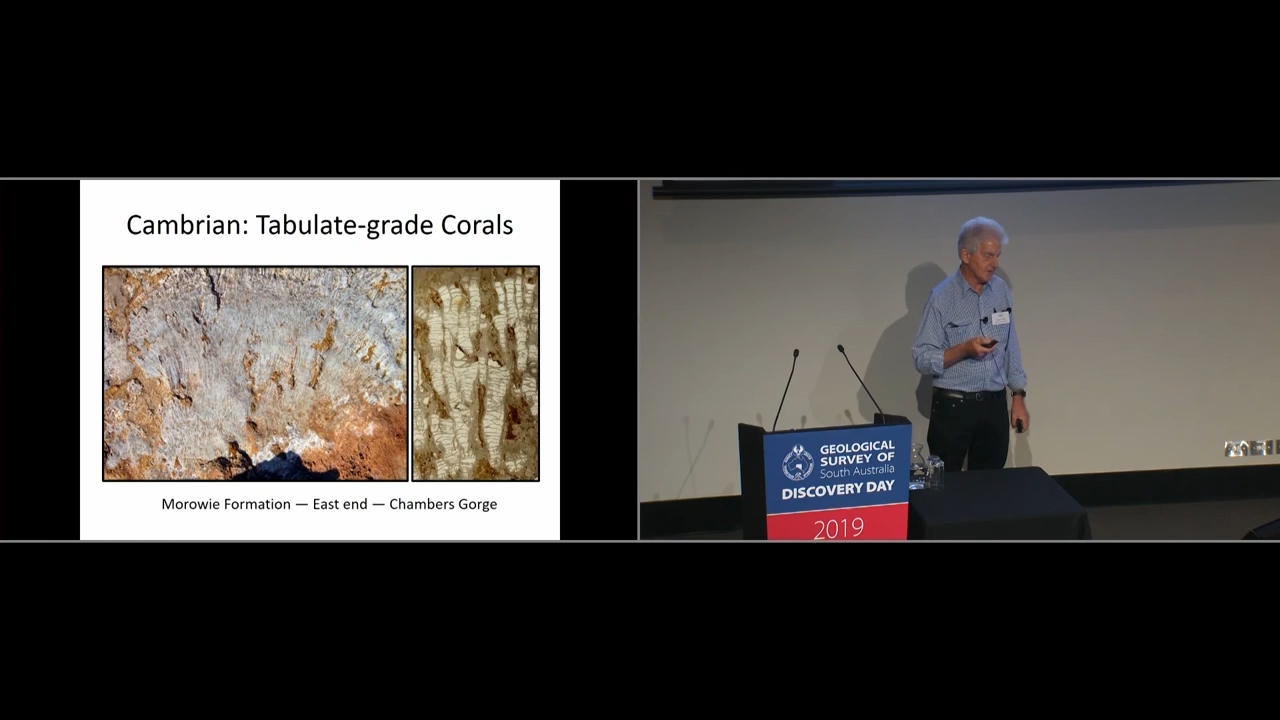 Cambrian: Tabulate-grade Corals
Morowie Formation — East end — Chambers Gorge
GEOLOGICAL
SURVEY OF
South Australia
DISCOVERY DAY
2019